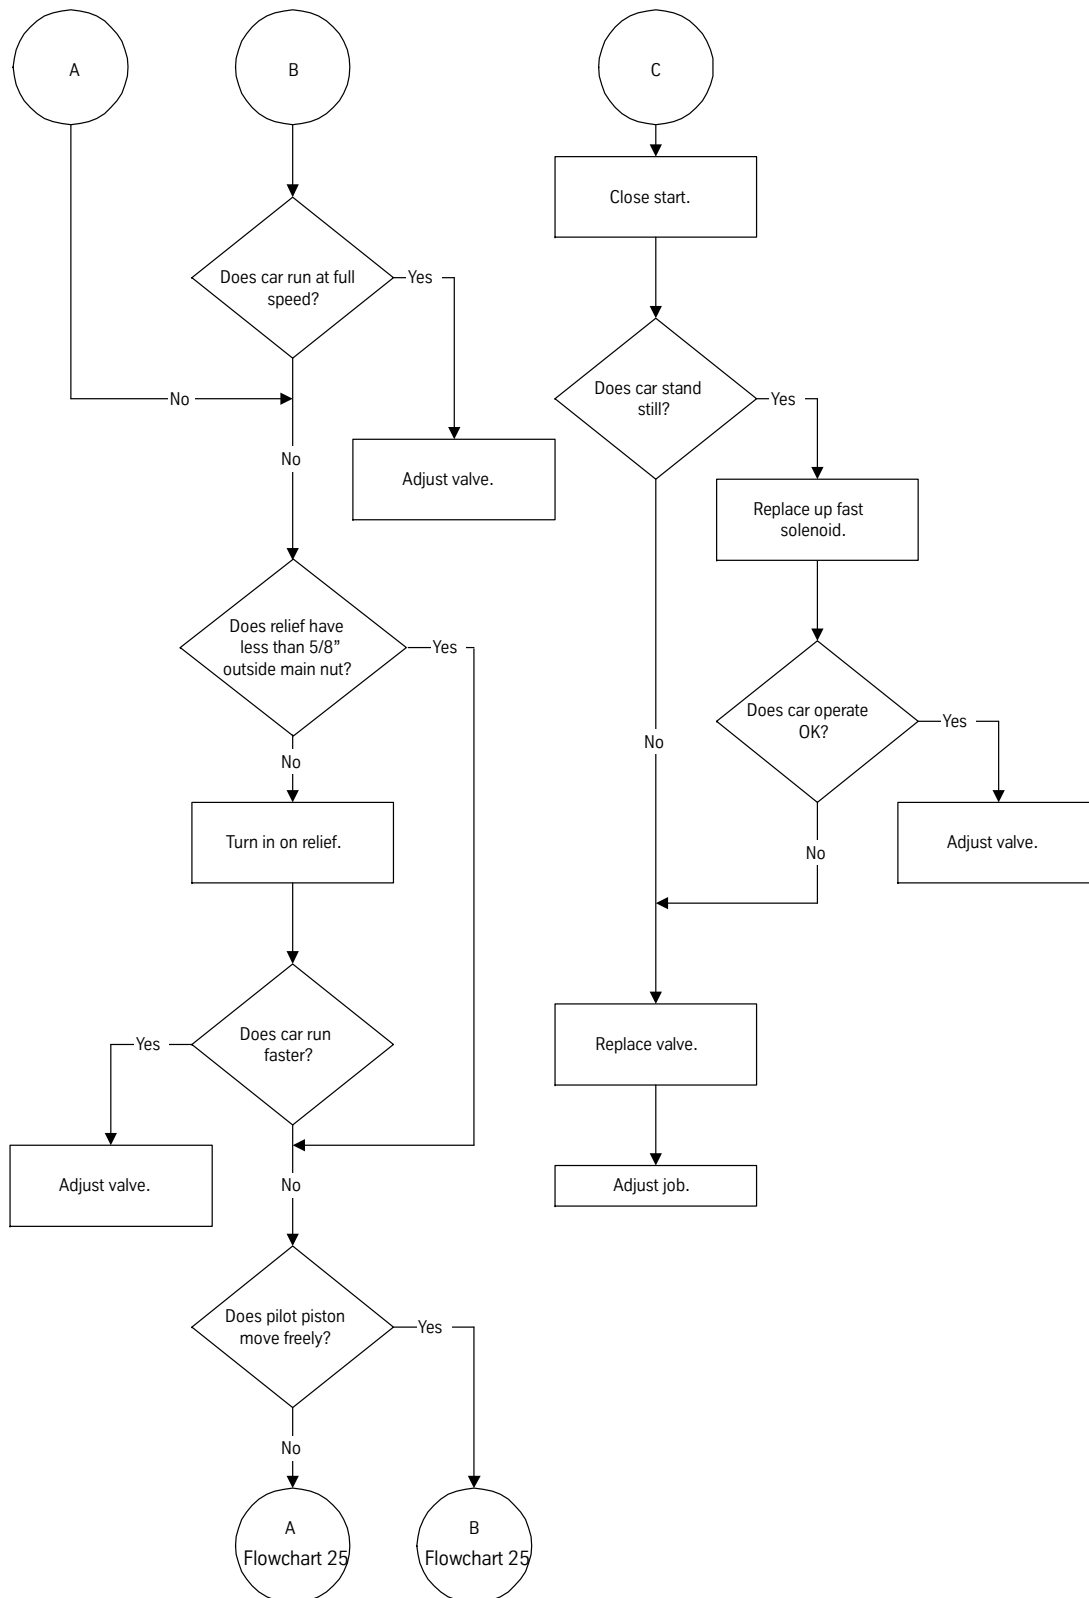 A
B
C
Close start.
Does car run at full
speed?
Yes
No
No
Adjust valve.
Does car stand
still?
Yes
Replace up fast
solenoid.
Does relief have
less than 5/8”
outside main nut?
Yes
No
Does car operate
OK?
Yes
No
No
Turn in on relief.
Adjust valve.
Does car run
faster?
Yes
Replace valve.
Adjust valve.
No
Adjust job.
Does pilot piston
move freely?
Yes
No
A
Flowchart 25
B
Flowchart 25